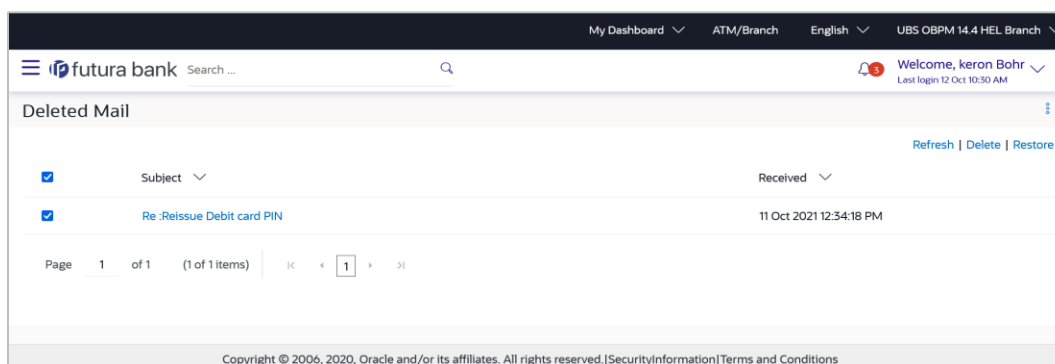 My Dashboard ATM/Branch English UBS OBPM 14.4 HEL Branch
futura bank Search ... 3 Welcome, keron Bohr
Last login 12 Oct 10:30 AM
Deleted Mail
Refresh | Delete | Restore
Subject Received
Re :Reissue Debit card PIN 11 Oct 2021 12:34:18 PM
Page 1 of 1 (1 of 1 items) 1
Copyright © 2006, 2020, Oracle and/or its affiliates. All rights reserved.|SecurityInformation|Terms and Conditions